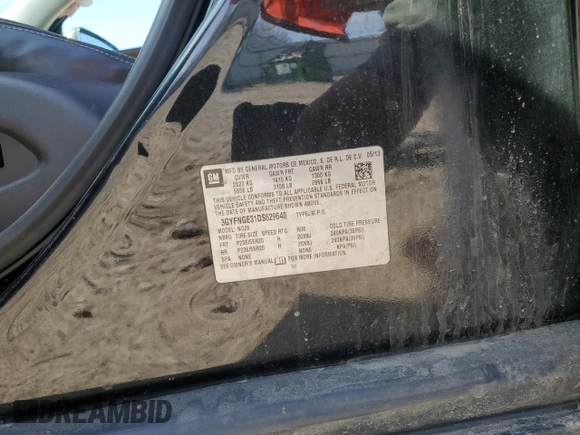 GM
MFD BY GENERAL MOTORS DE MEXICO, S. DE R.L. DE C.V. 05/13
GVWR GAWR FRT GAWR RR
2520 KG 1410 KG 1300 KG
5556 LB 3108 LB 2866 LB
THIS VEHICLE CONFORMS TO ALL APPLICABLE U.S. FEDERAL MOTOR
VEHICLE SAFETY, BUMPER, AND THEFT PREVENTION STANDARDS IN EFFECT
ON THE DATE OF MANUFACTURE SHOWN ABOVE.
3GYFNGE31DS629640 TYPE: M.P.V.
MODEL: NG26
TIRE SIZE SPEED RTG RIM COLD TIRE PRESSURE
FRT P235/55R20 H 20X8J 240KPA(35PSI)
RR P235/55R20 H 20X8J 240KPA(35PSI)
SPA NONE NONE KPA(PSI)
SEE OWNER'S MANUAL FOR MORE INFORMATION.
DREAMBID